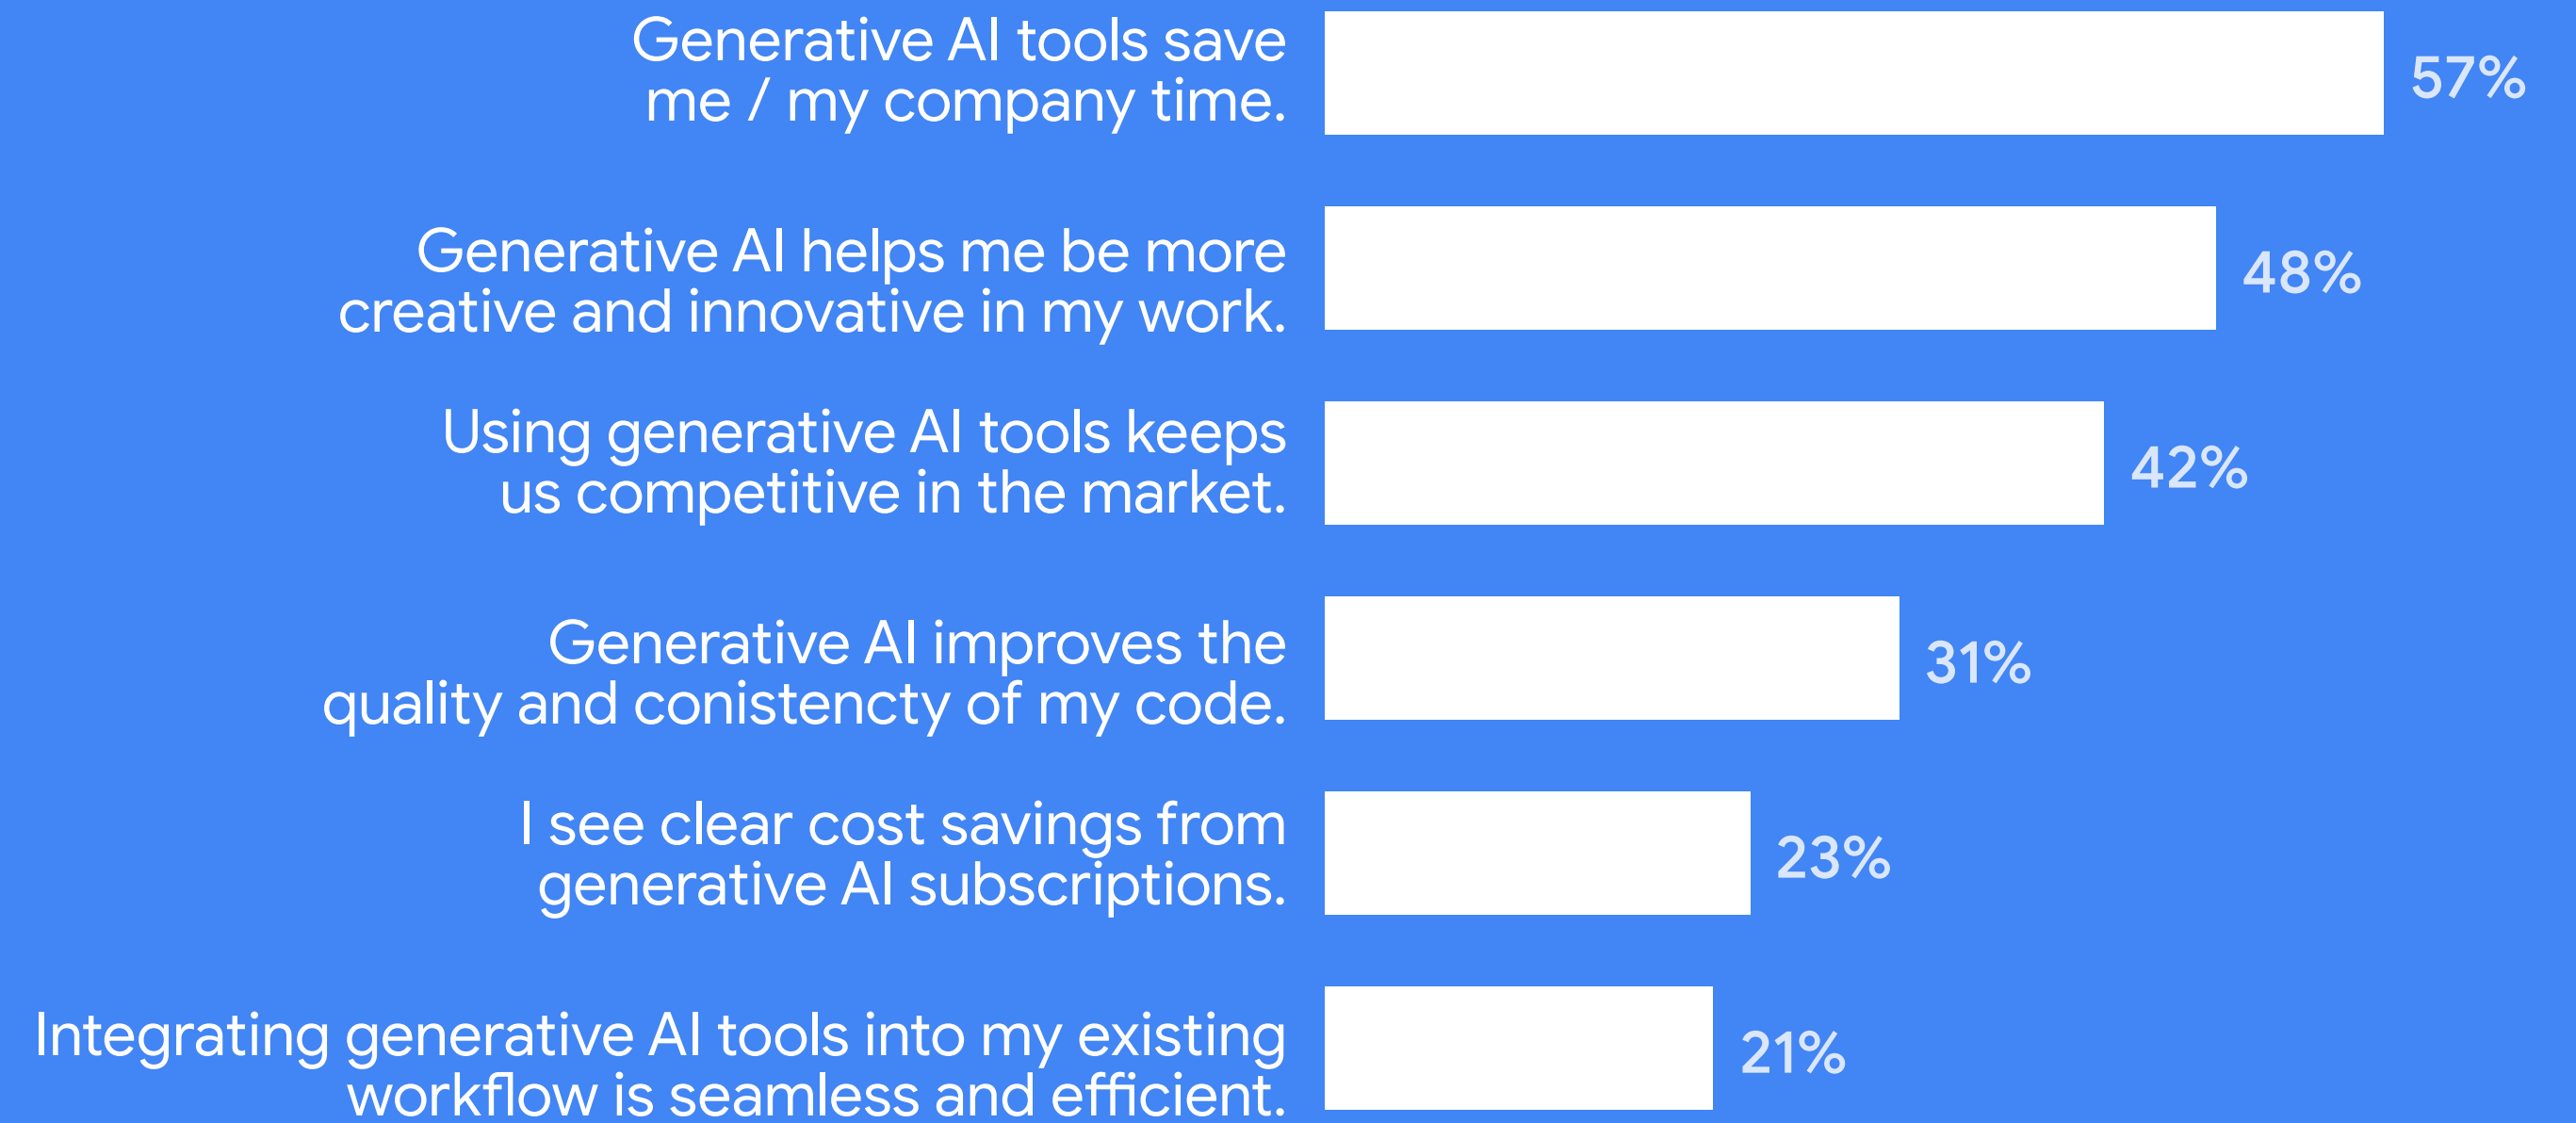 Generative AI tools save
me / my company time.
57%
Generative AI helps me be more
creative and innovative in my work.
48%
Using generative AI tools keeps
us competitive in the market.
42%
Generative AI improves the
quality and conistencty of my code.
31%
I see clear cost savings from
generative AI subscriptions.
23%
Integrating generative AI tools into my existing
workflow is seamless and efficient.
21%